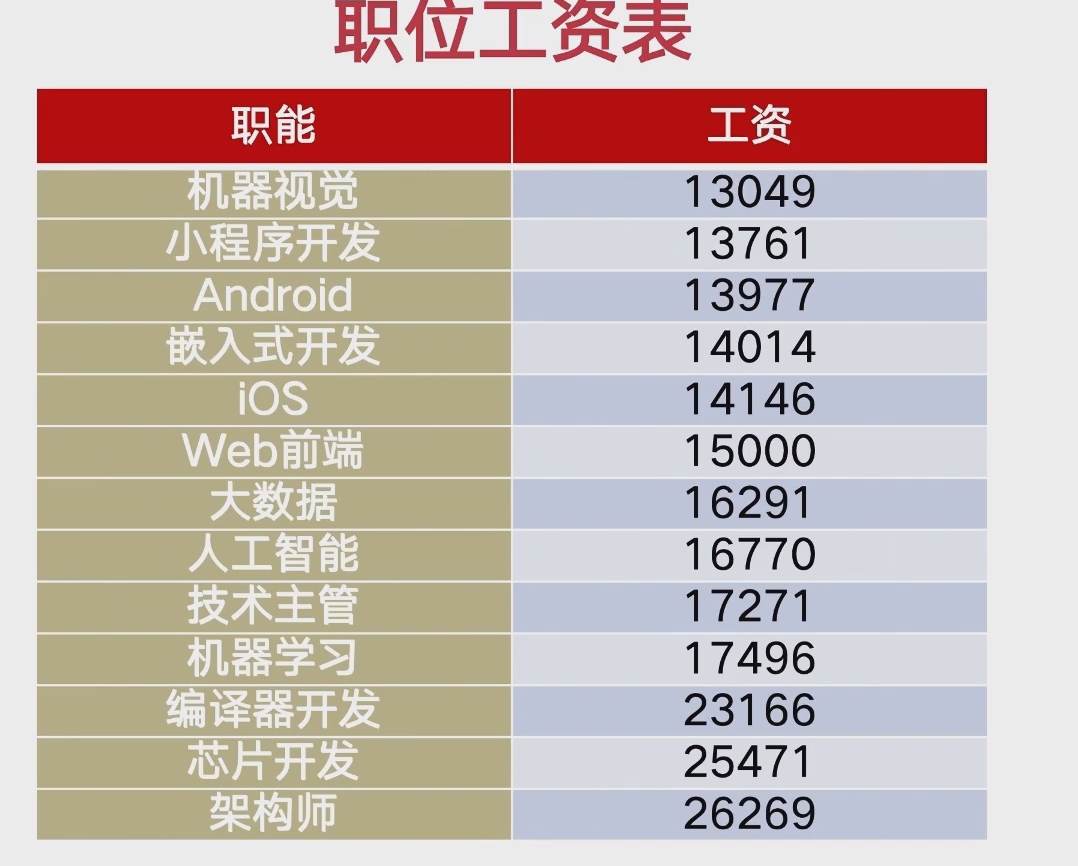 职位工资表
职能 工资
机器视觉 13049
小程序开发 13761
Android 13977
嵌入式开发 14014
iOS 14146
Web前端 15000
大数据 16291
人工智能 16770
技术主管 17271
机器学习 17496
编译器开发 23166
芯片开发 25471
架构师 26269